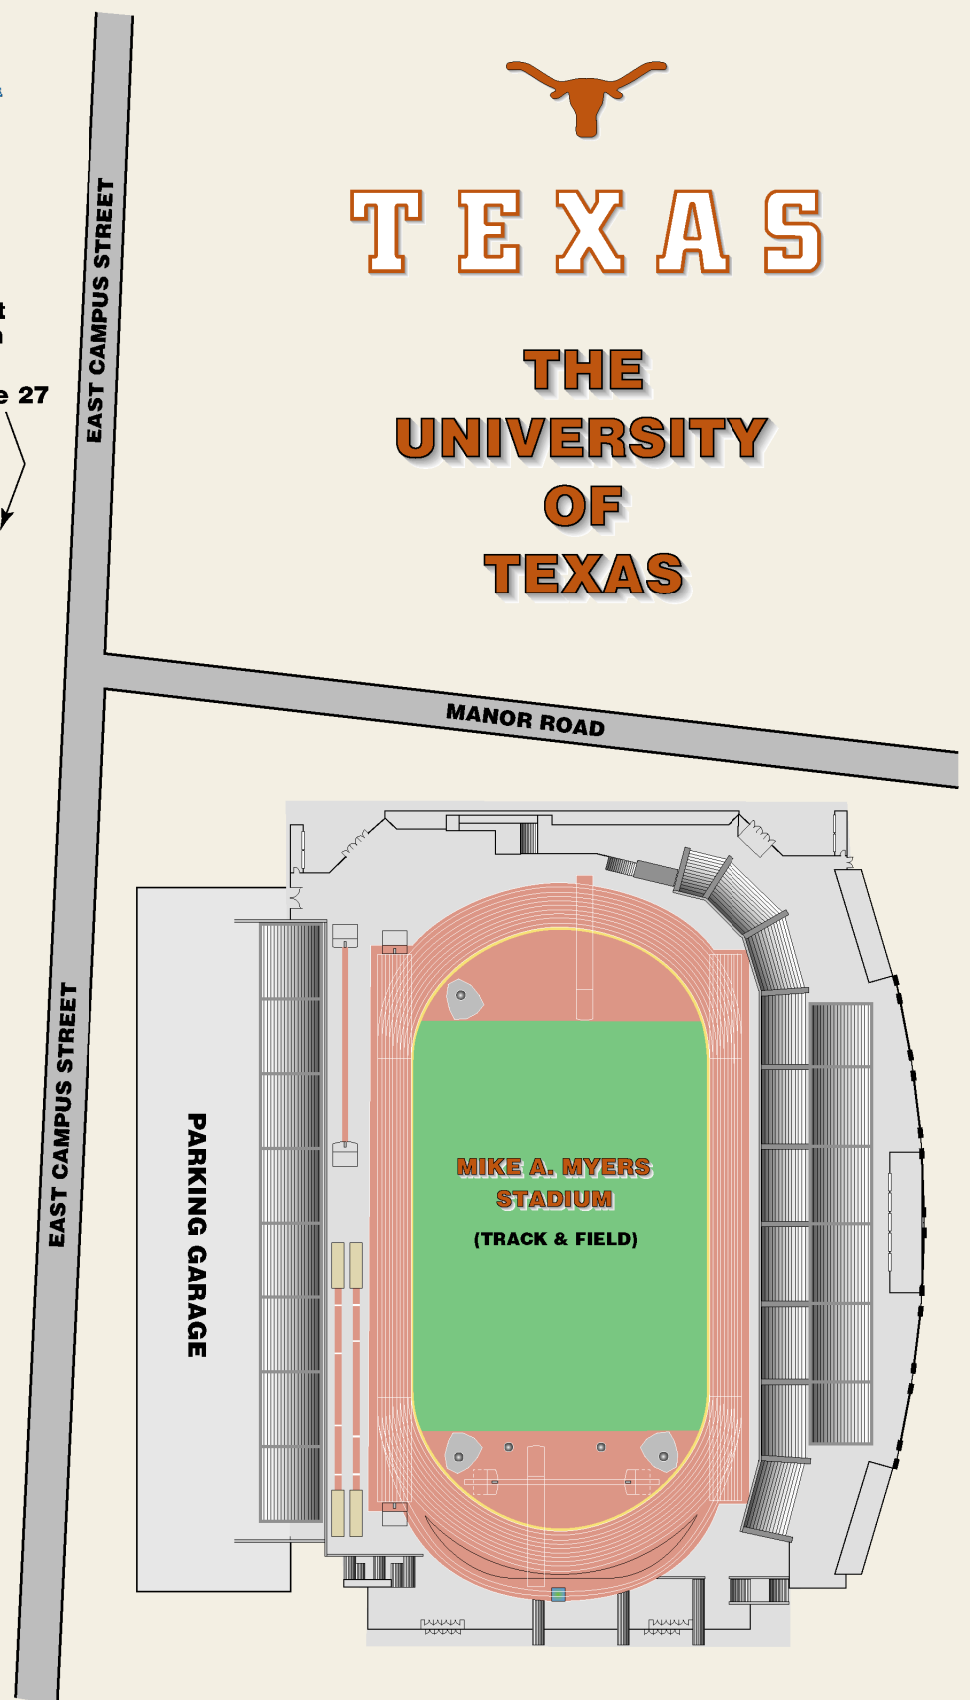 EAST CAMPUS STREET
27
TEXAS
THE
UNIVERSITY
OF
TEXAS
MANOR ROAD
EAST CAMPUS STREET
PARKING GARAGE
MIKE A. MYERS
STADIUM
(TRACK & FIELD)